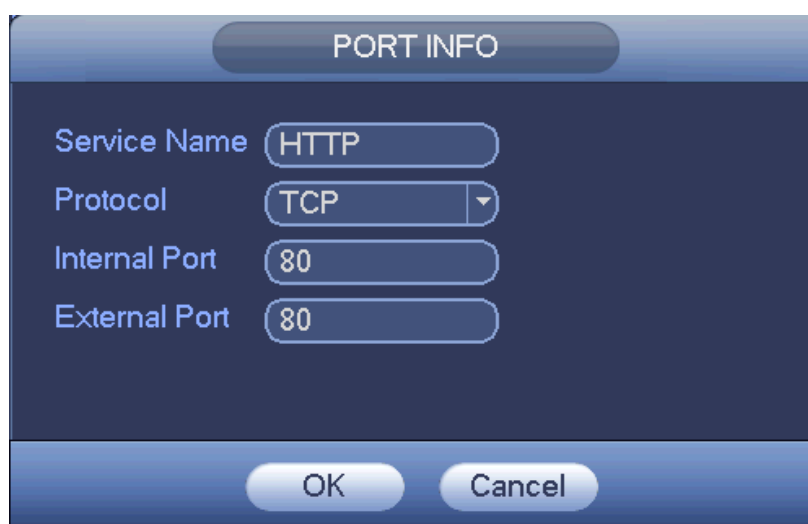 PORT INFO
Service Name HTTP
Protocol TCP
Internal Port 80
External Port 80
OK Cancel